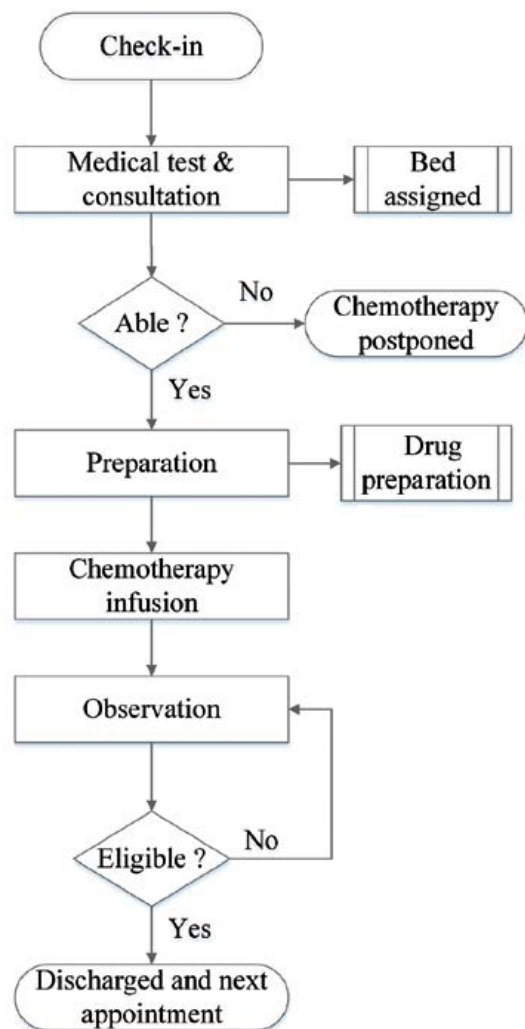 Check-in
Medical test &
consultation
Bed
assigned
No
Able ?
Chemotherapy
postponed
Yes
Preparation
Drug
preparation
Chemotherapy
infusion
Observation
Eligible ?
No
Yes
Discharged and next
appointment